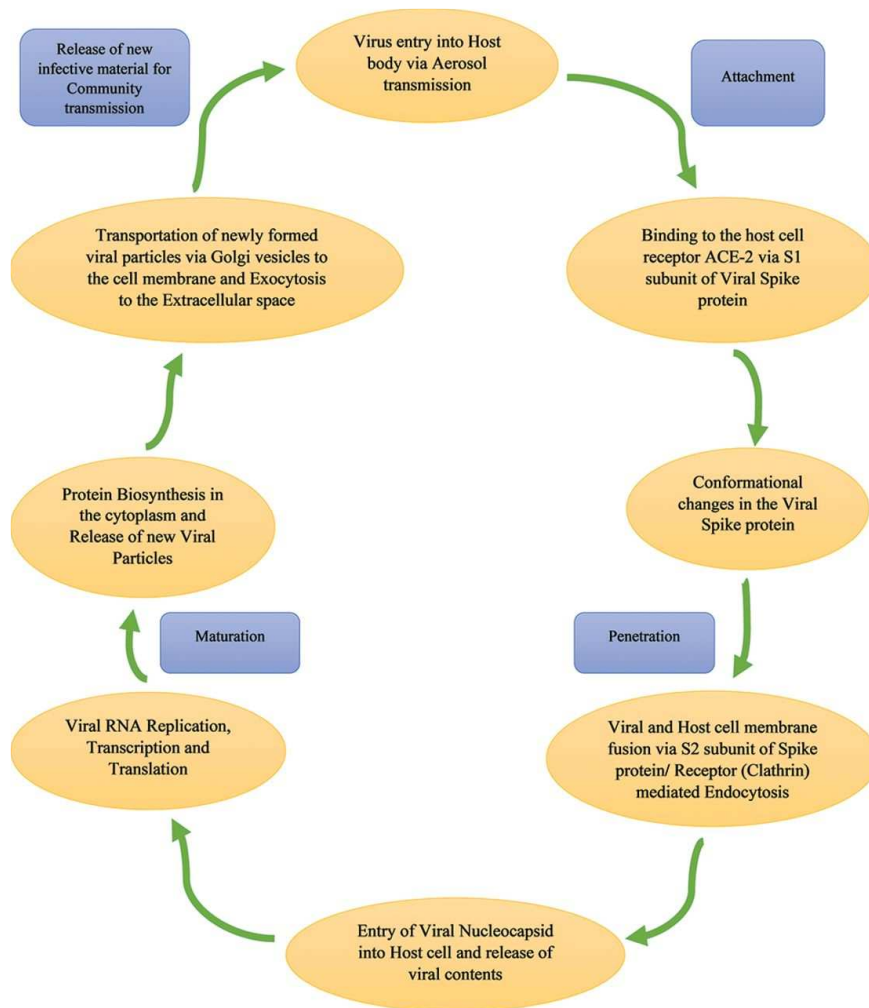 Release of new
infective material for
Community
transmission
Virus entry into Host
body via Aerosol
transmission
Attachment
Transportation of newly formed
viral particles via Golgi vesicles to
the cell membrane and Exocytosis
to the Extracellular space
Binding to the host cell
receptor ACE-2 via S1
subunit of Viral Spike
protein
Protein Biosynthesis in
the cytoplasm and
Release of new Viral
Particles
Conformational
changes in the Viral
Spike protein
Maturation
Penetration
Viral RNA Replication,
Transcription and
Translation
Viral and Host cell membrane
fusion via S2 subunit of Spike
protein/ Receptor (Clathrin)
mediated Endocytosis
Entry of Viral Nucleocapsid
into Host cell and release of
viral contents